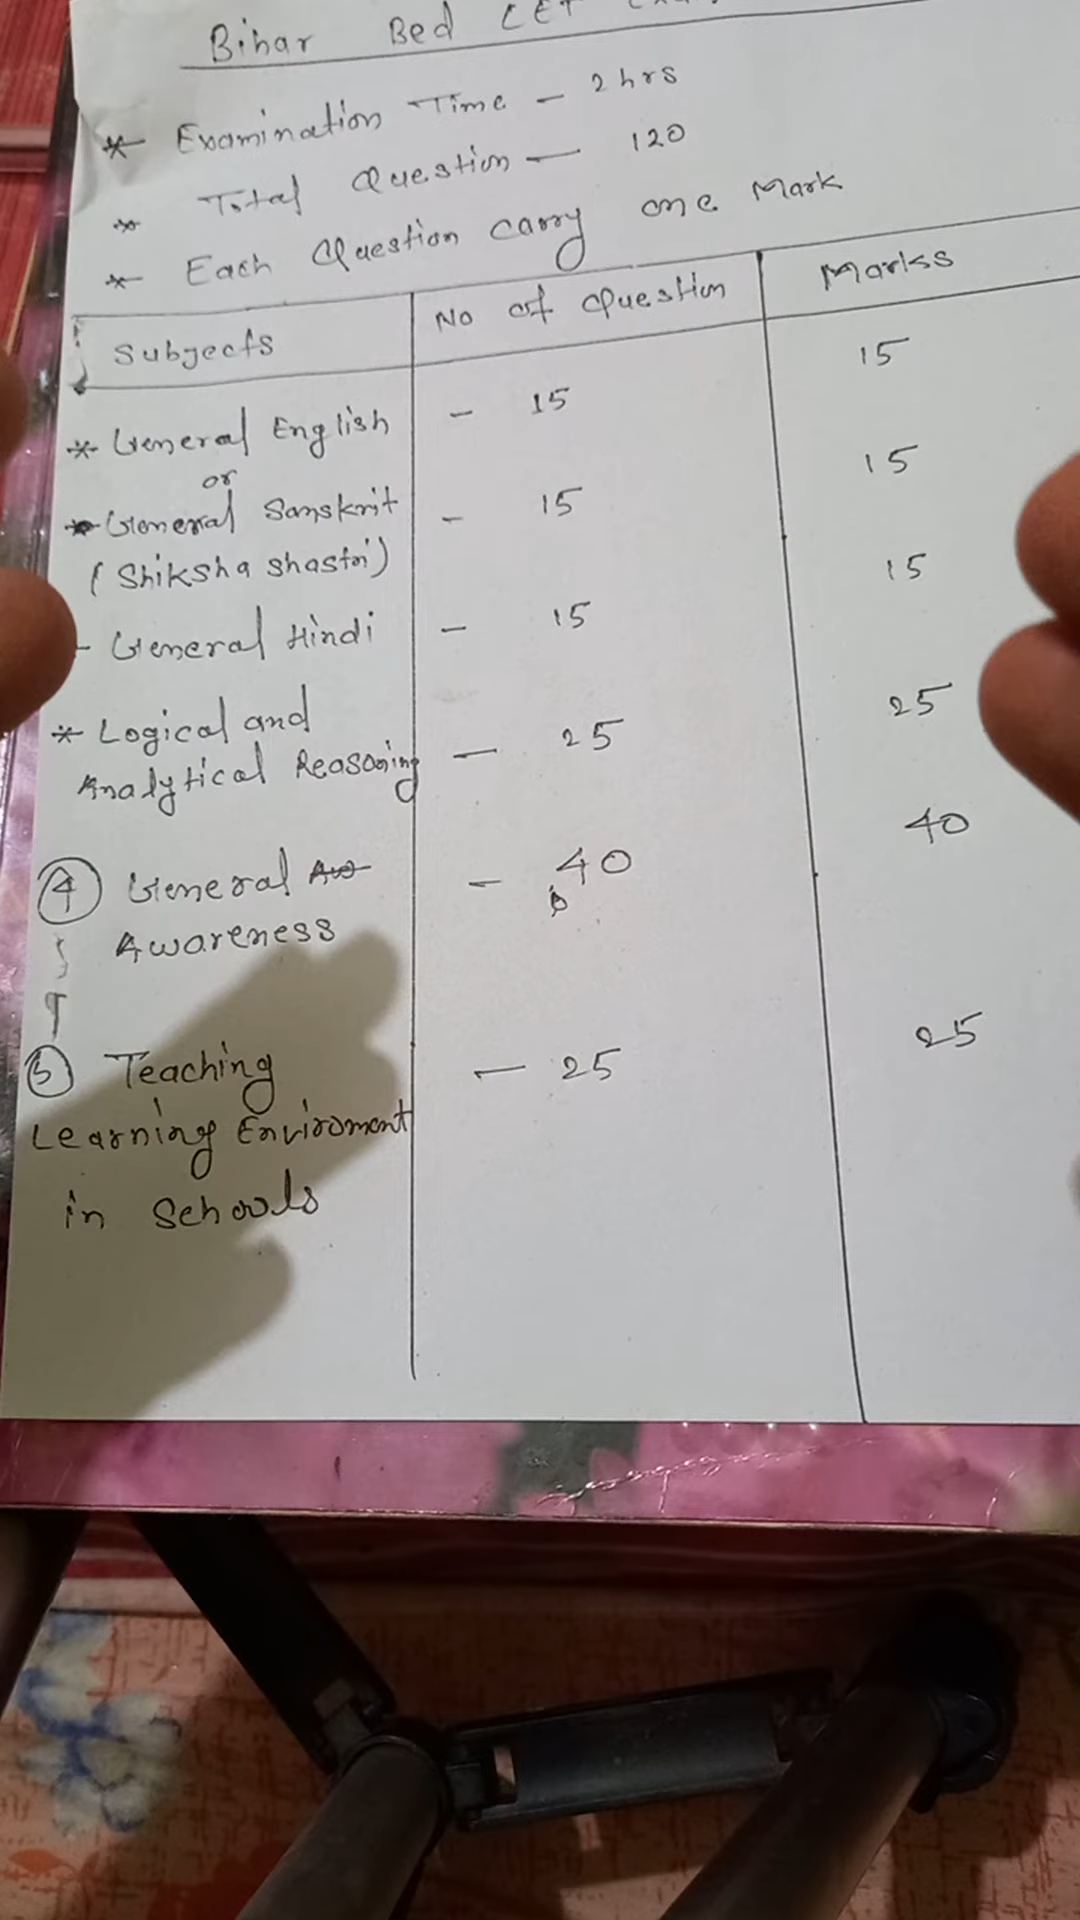 Bihar Bed CET
* Examination Time - 2 hrs
* Total Question - 120
* Each Question carry one Mark
Subjects No of Question Marks
* General English - 15 15
or
* General Sanskrit - 15 15
(Shiksha shastri)
- General Hindi - 15 15
* Logical and
Analytical Reasoning - 25 25
4 General
Awareness - 40 40
5 Teaching - 25 25
Learning Enviroment
in Schools